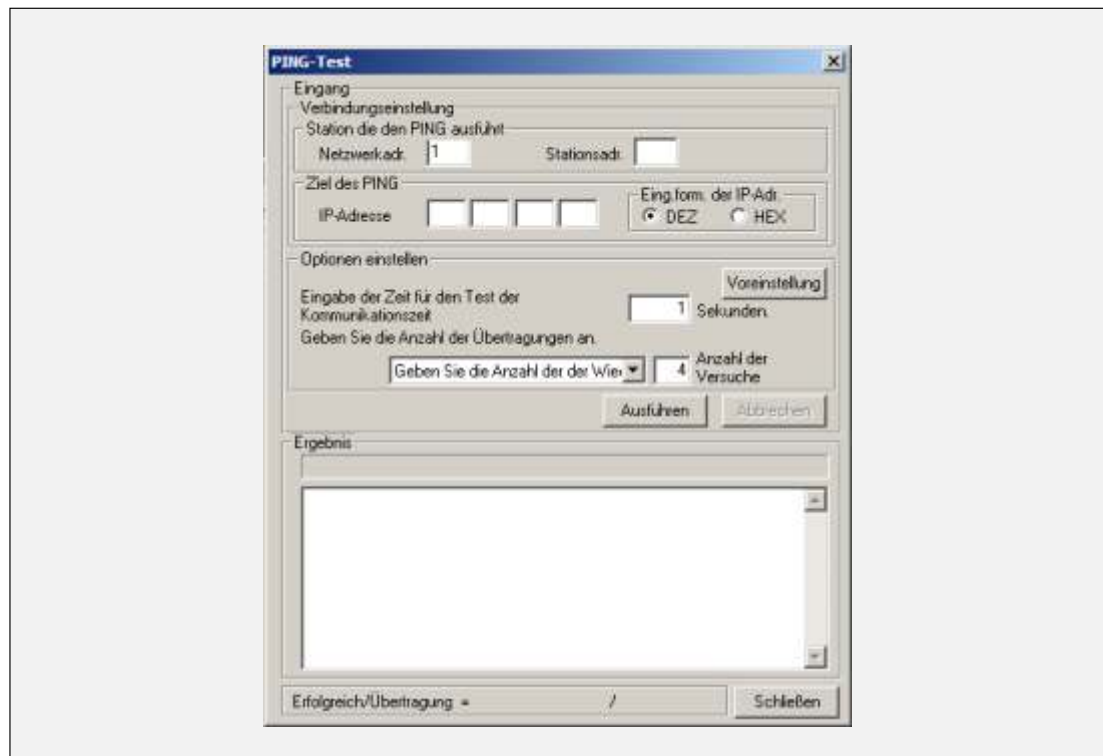 PING-Test
Eingang
Verbindungseinstellung
Station die den PING ausführt
Netzwerkadr. 1 Stationsadr.
Ziel des PING
Eing.form. der IP-Adr.
IP-Adresse DEZ HEX
Optionen einstellen
Voreinstellung
Eingabe der Zeit für den Test der
Kommunikationszeit
1 Sekunden.
Geben Sie die Anzahl der Übertragungen an.
Geben Sie die Anzahl der der Wie 4
Anzahl der
Versuche
Ausführen Abbrechen
Ergebnis
Erfolgreich/Übertragung = / Schließen